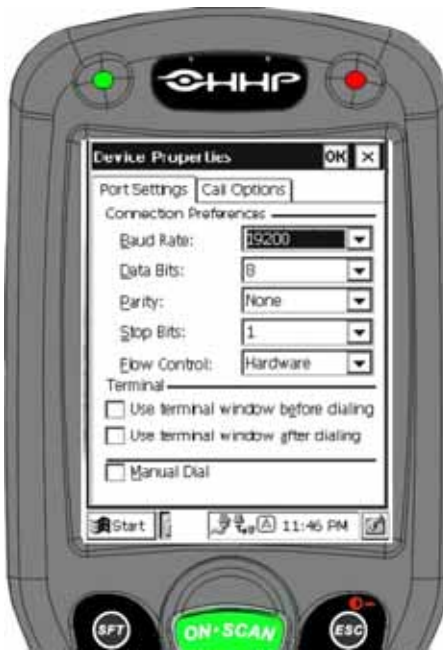 HHP
Device Properties OK ×
Port Settings Call Options
Connection Preferences
Baud Rate: 19200
Data Bits: 8
Parity: None
Stop Bits: 1
Flow Control: Hardware
Terminal
Use terminal window before dialing
Use terminal window after dialing
Manual Dial
Start A 11:46 PM
SFT ON·SCAN ESC